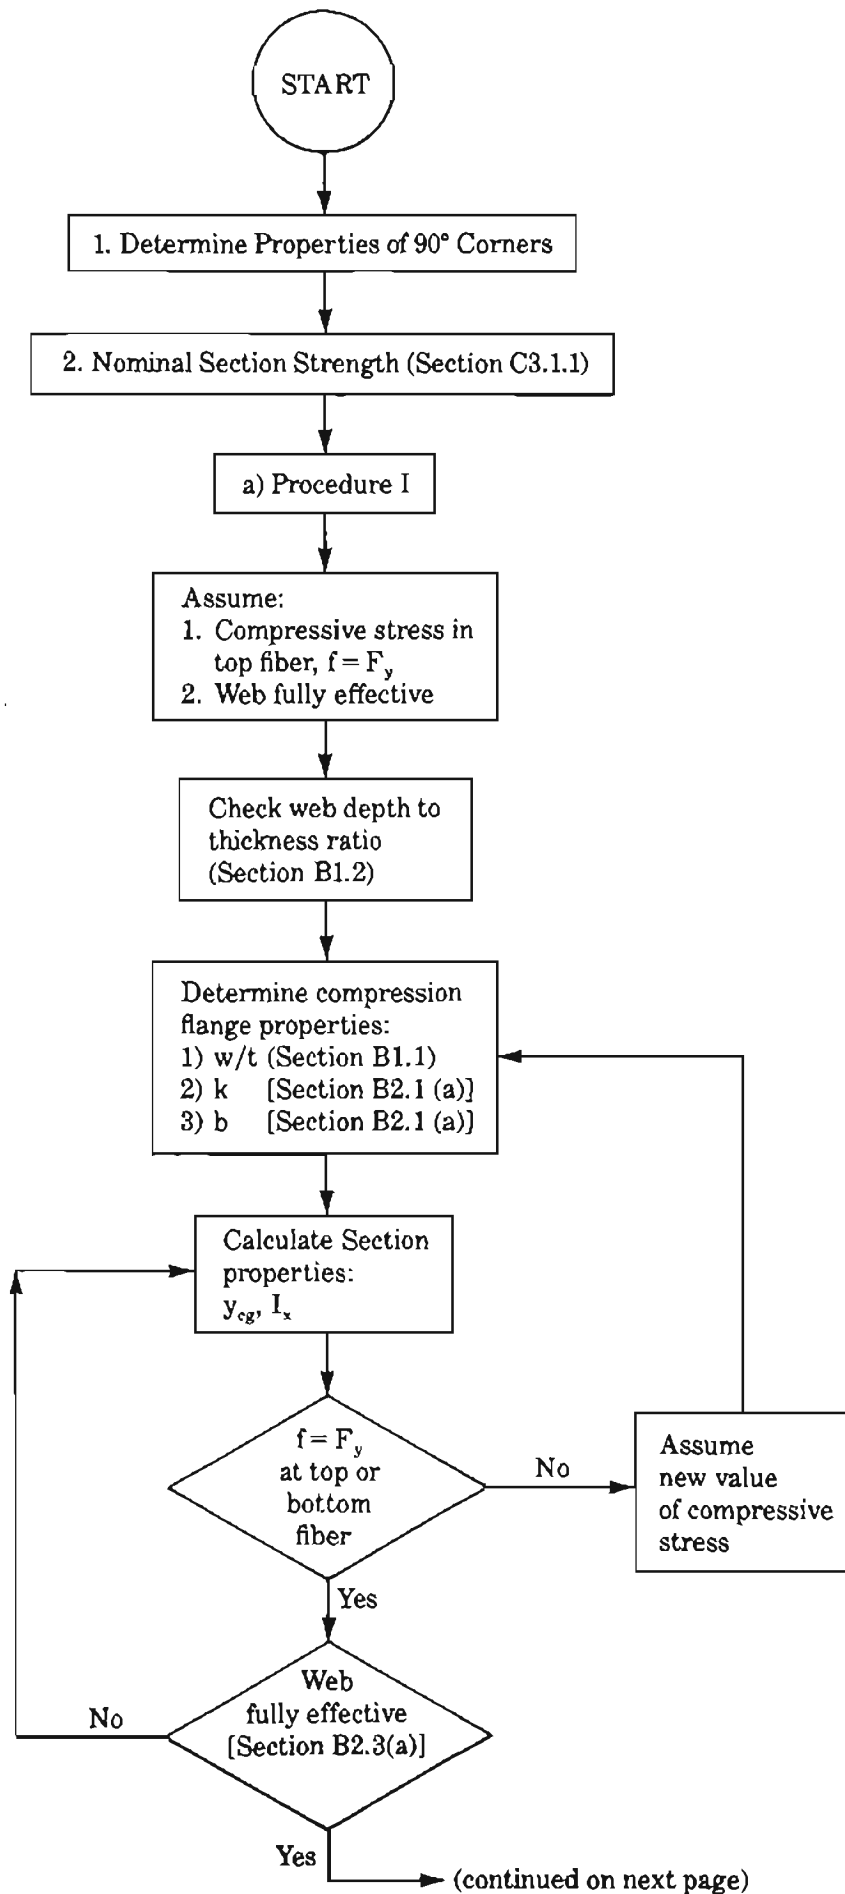 START
1. Determine Properties of 90° Corners
2. Nominal Section Strength (Section C3.1.1)
a) Procedure I
Assume:
1. Compressive stress in
top fiber, f = F_y
2. Web fully effective
Check web depth to
thickness ratio
(Section B1.2)
Determine compression
flange properties:
1) w/t (Section B1.1)
2) k [Section B2.1 (a)]
3) b [Section B2.1 (a)]
Calculate Section
properties:
y_cg, I_x
f = F_y
at top or
bottom
fiber
No
Assume
new value
of compressive
stress
Yes
Web
fully effective
[Section B2.3(a)]
No
Yes
(continued on next page)